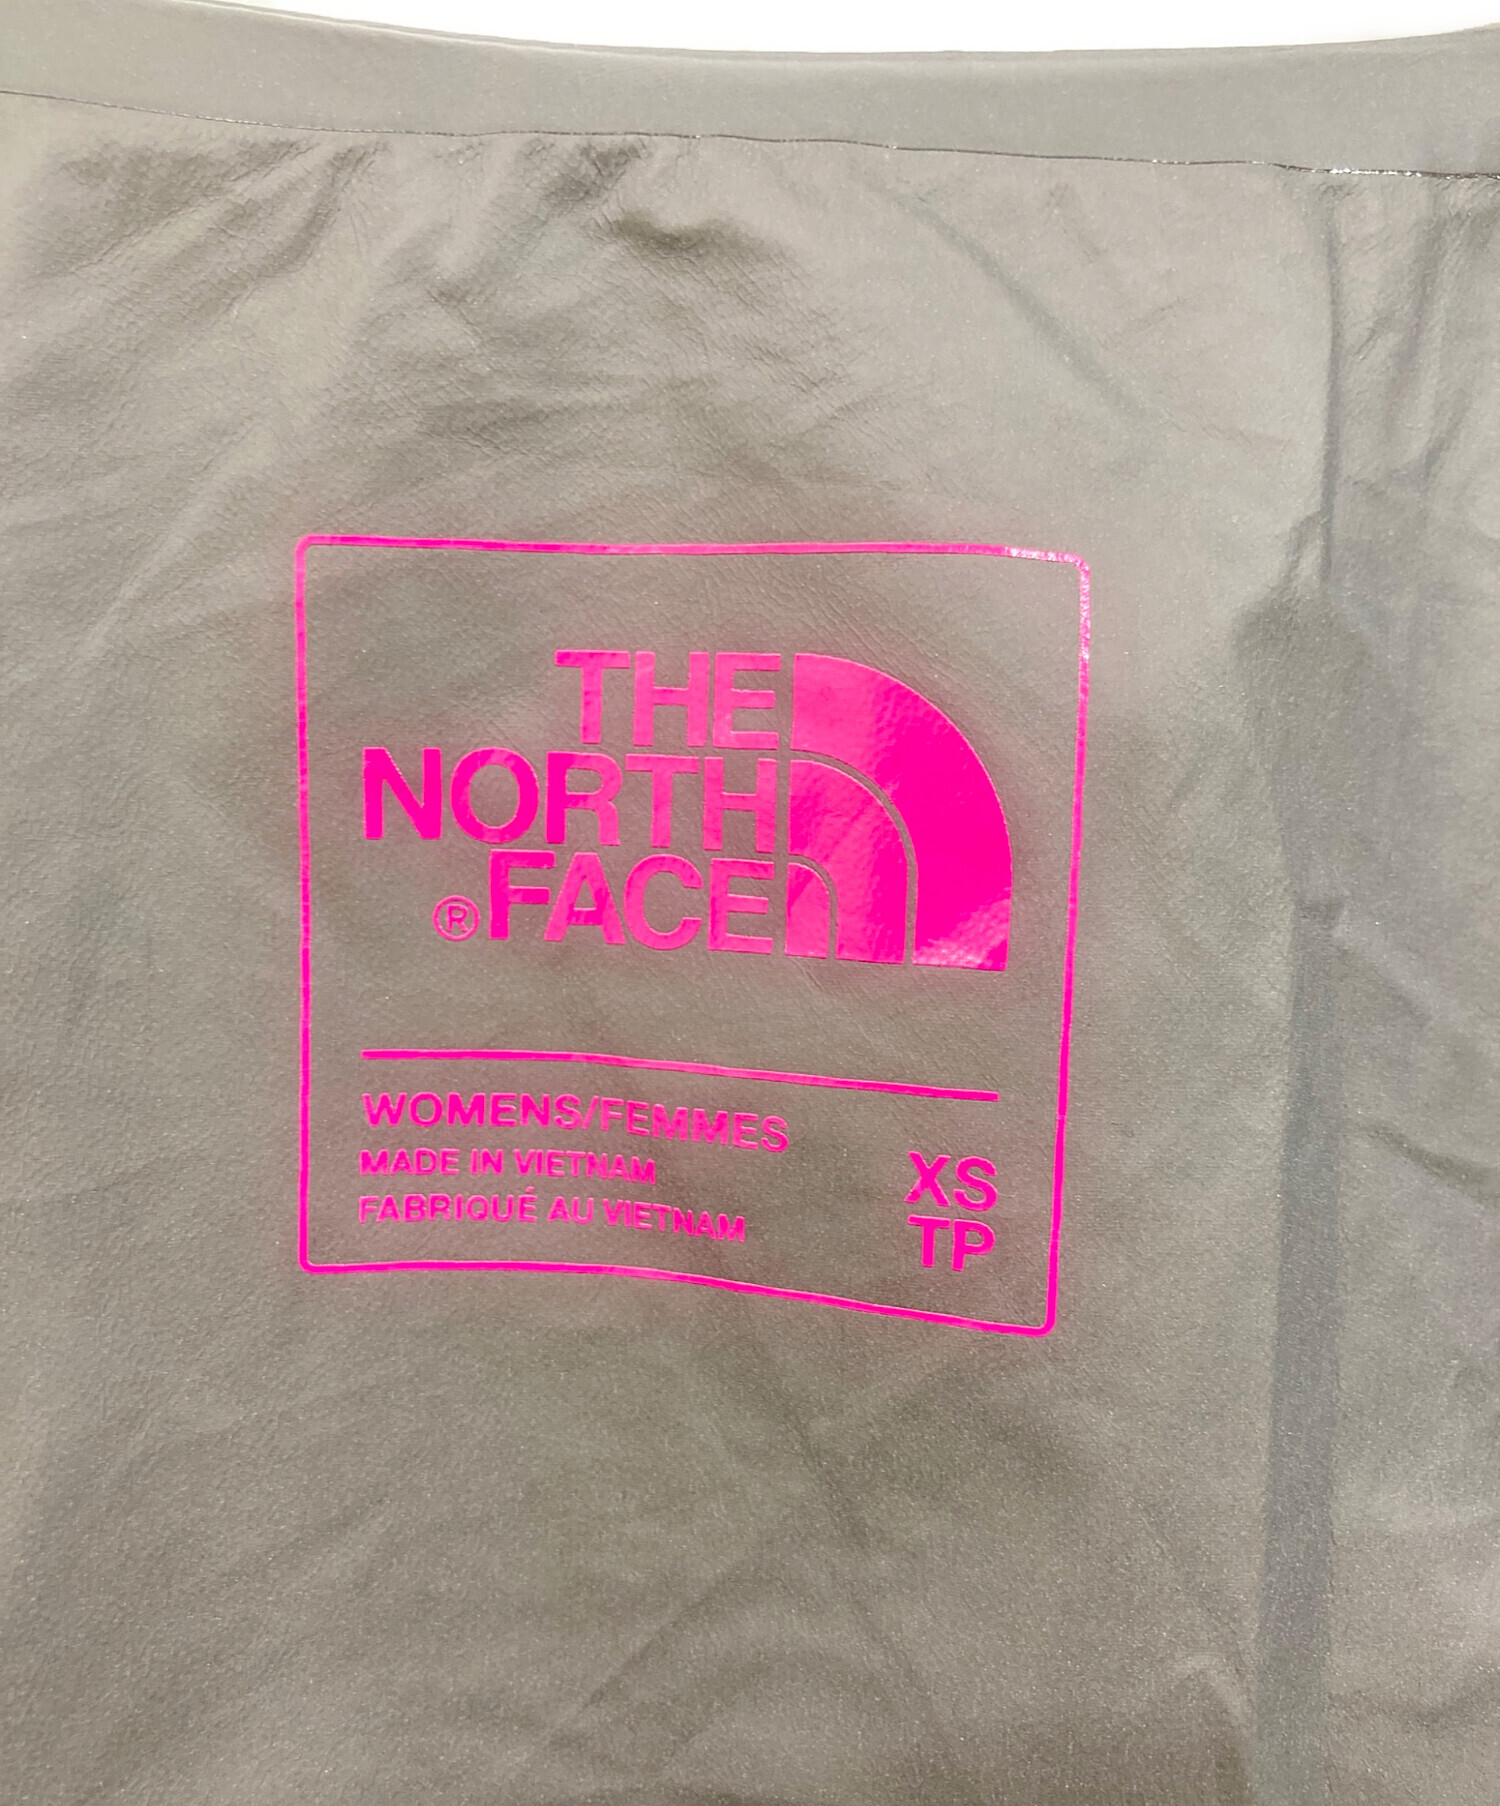 THE
NORTH
® FACE
WOMENS/FEMMES
MADE IN VIETNAM
FABRIQUÉ AU VIETNAM
XS
TP